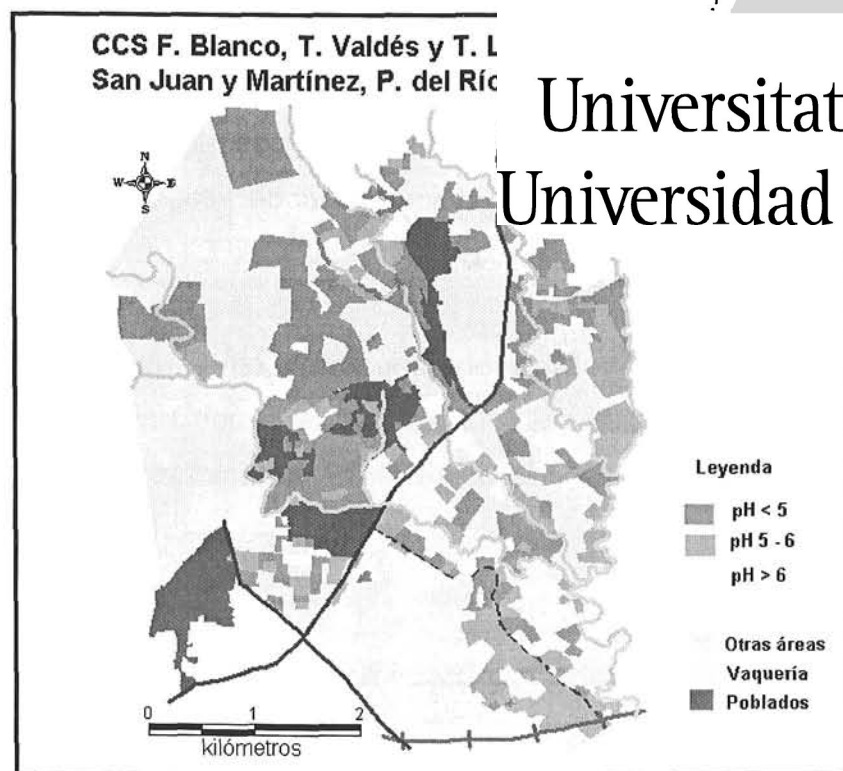 CCS F. Blanco, T. Valdés y T. L
San Juan y Martínez, P. del Río
Universitat
Universidad
N
W E
S
Leyenda
pH < 5
pH 5 - 6
pH > 6
Otras áreas
Vaquería
Poblados
0 1 2
kilómetros